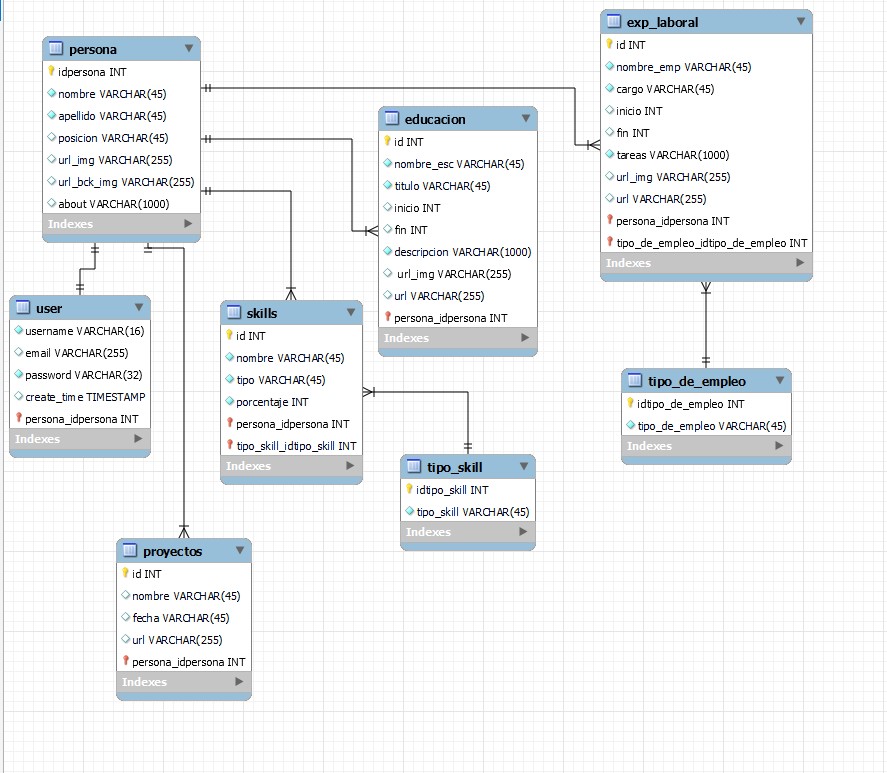 persona
idpersona INT
nombre VARCHAR(45)
apellido VARCHAR(45)
posicion VARCHAR(45)
url_img VARCHAR(255)
url_bck_img VARCHAR(255)
about VARCHAR(1000)
Indexes
exp_laboral
id INT
nombre_emp VARCHAR(45)
cargo VARCHAR(45)
inicio INT
fin INT
tareas VARCHAR(1000)
url_img VARCHAR(255)
url VARCHAR(255)
persona_idpersona INT
tipo_de_empleo_idtipo_de_empleo INT
Indexes
educacion
id INT
nombre_esc VARCHAR(45)
titulo VARCHAR(45)
inicio INT
fin INT
descripcion VARCHAR(1000)
url_img VARCHAR(255)
url VARCHAR(255)
persona_idpersona INT
Indexes
user
username VARCHAR(16)
email VARCHAR(255)
password VARCHAR(32)
create_time TIMESTAMP
persona_idpersona INT
Indexes
skills
id INT
nombre VARCHAR(45)
tipo VARCHAR(45)
porcentaje INT
persona_idpersona INT
tipo_skill_idtipo_skill INT
Indexes
tipo_de_empleo
idtipo_de_empleo INT
tipo_de_empleo VARCHAR(45)
Indexes
tipo_skill
idtipo_skill INT
tipo_skill VARCHAR(45)
Indexes
proyectos
id INT
nombre VARCHAR(45)
fecha VARCHAR(45)
url VARCHAR(255)
persona_idpersona INT
Indexes